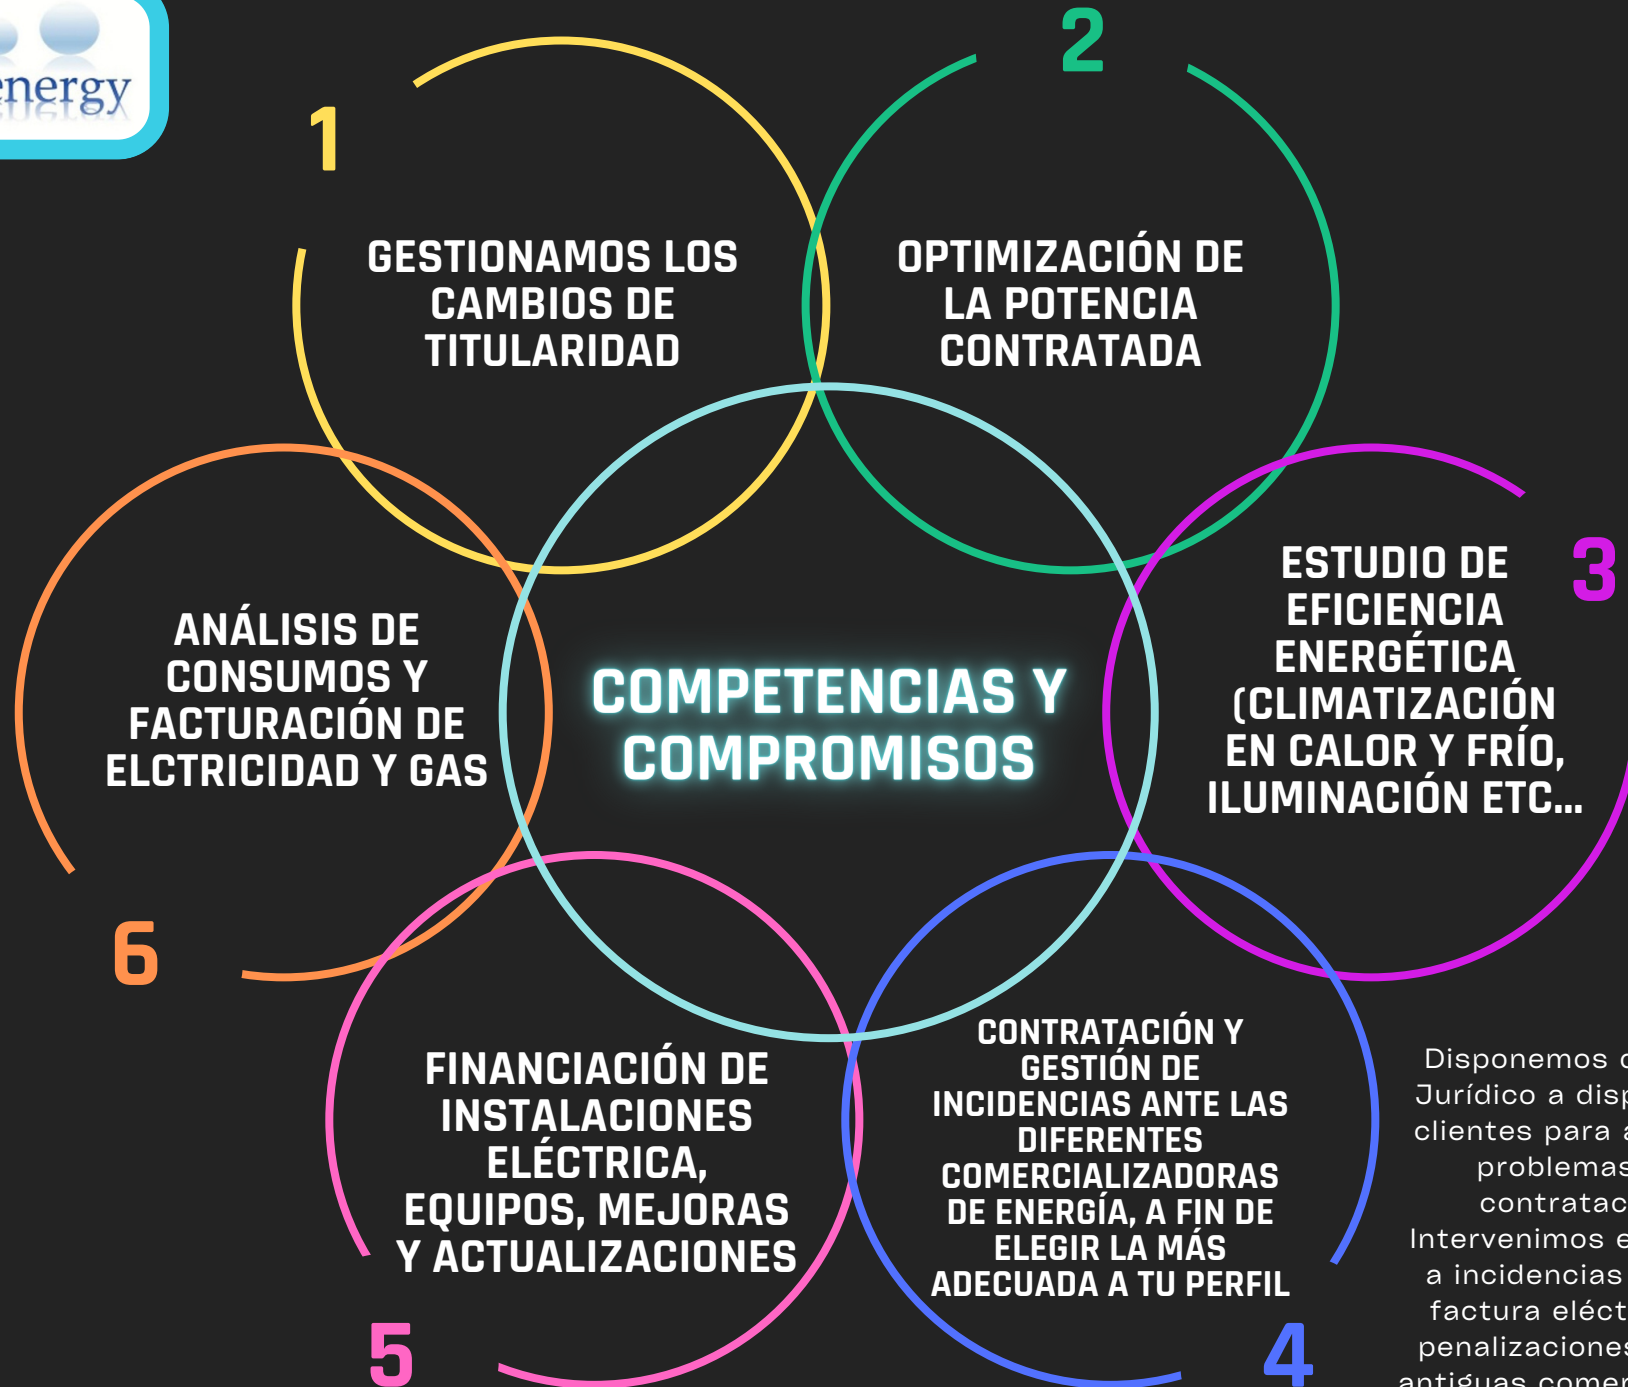 1
GESTIONAMOS LOS
CAMBIOS DE
TITULARIDAD
2
OPTIMIZACIÓN DE
LA POTENCIA
CONTRATADA
3
ESTUDIO DE
EFICIENCIA
ENERGÉTICA
(CLIMATIZACIÓN
EN CALOR Y FRÍO,
ILUMINACIÓN ETC...
COMPETENCIAS Y
COMPROMISOS
ANÁLISIS DE
CONSUMOS Y
FACTURACIÓN DE
ELCTRICIDAD Y GAS
6
FINANCIACIÓN DE
INSTALACIONES
ELÉCTRICA,
EQUIPOS, MEJORAS
Y ACTUALIZACIONES
5
CONTRATACIÓN Y
GESTIÓN DE
INCIDENCIAS ANTE LAS
DIFERENTES
COMERCIALIZADORAS
DE ENERGÍA, A FIN DE
ELEGIR LA MÁS
ADECUADA A TU PERFIL
4
Disponemos
Jurídico a
clientes para
problemas
Intervenimos
a incidencias
factura
penalizaciones
antiguas